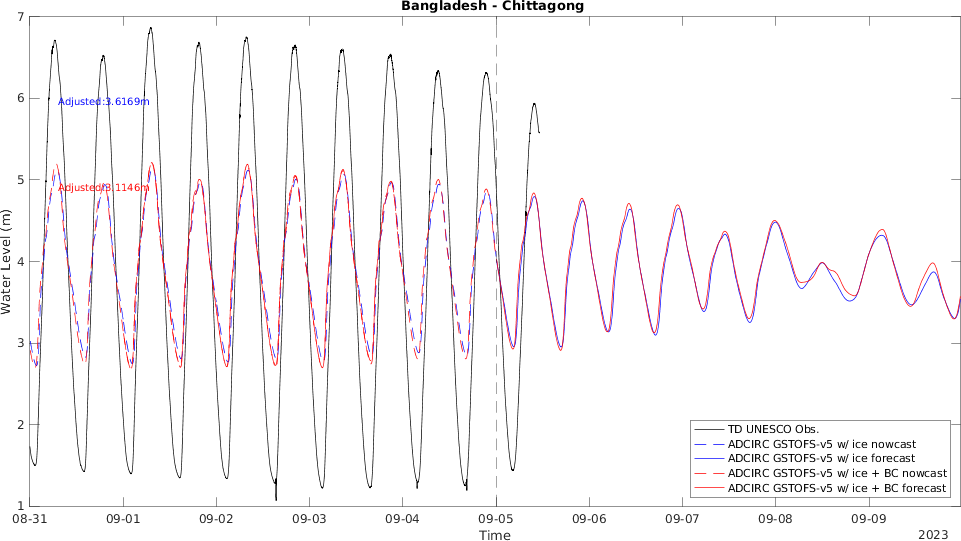 Bangladesh - Chittagong
Water Level (m)
7
6
5
4
3
2
1
Adjusted:3.6169m
Adjusted:3.1146m
TD UNESCO Obs.
ADCIRC GSTOFS-v5 w/ ice nowcast
ADCIRC GSTOFS-v5 w/ ice forecast
ADCIRC GSTOFS-v5 w/ ice + BC nowcast
ADCIRC GSTOFS-v5 w/ ice + BC forecast
08-31 09-01 09-02 09-03 09-04 09-05 09-06 09-07 09-08 09-09
Time
2023